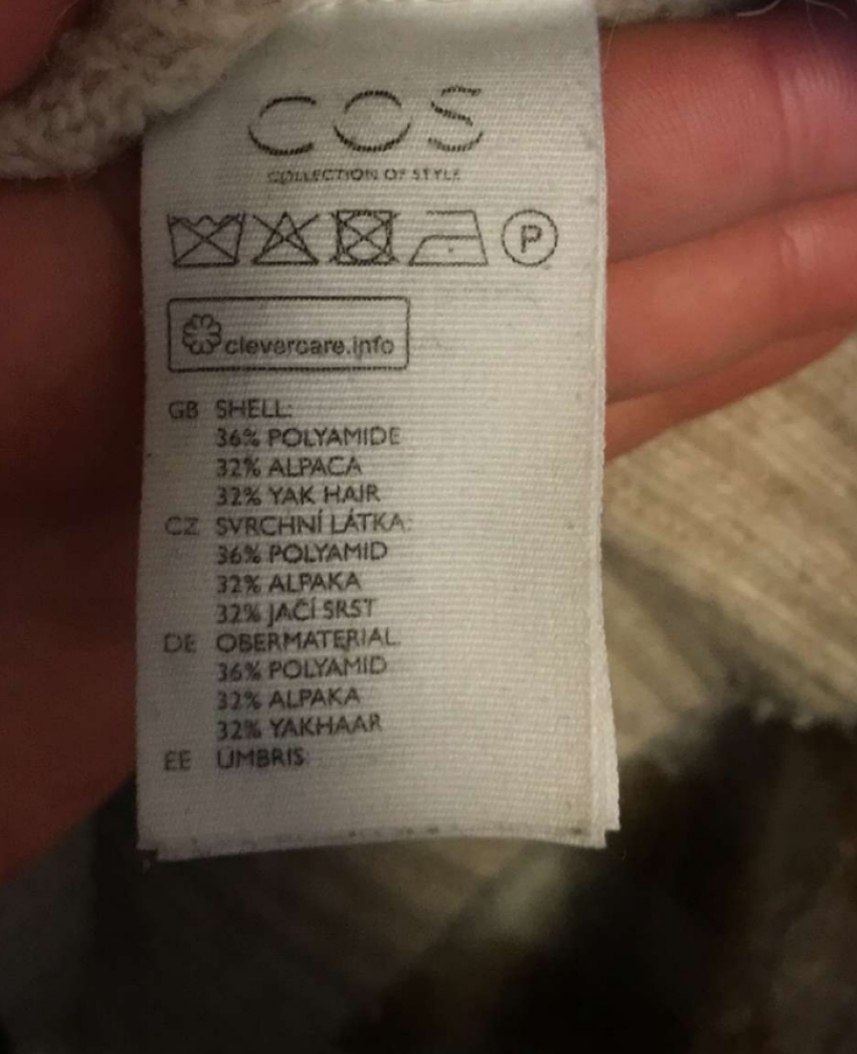 COS
COLLECTION OF STYLE
P
clevercare.info
GB SHELL:
36% POLYAMIDE
32% ALPACA
32% YAK HAIR
CZ SVRCHNÍ LÁTKA:
36% POLYAMID
32% ALPAKA
32% JAČÍ SRST
DE OBERMATERIAL:
36% POLYAMID
32% ALPAKA
32% YAKHAAR
EE ÜMBRIS: